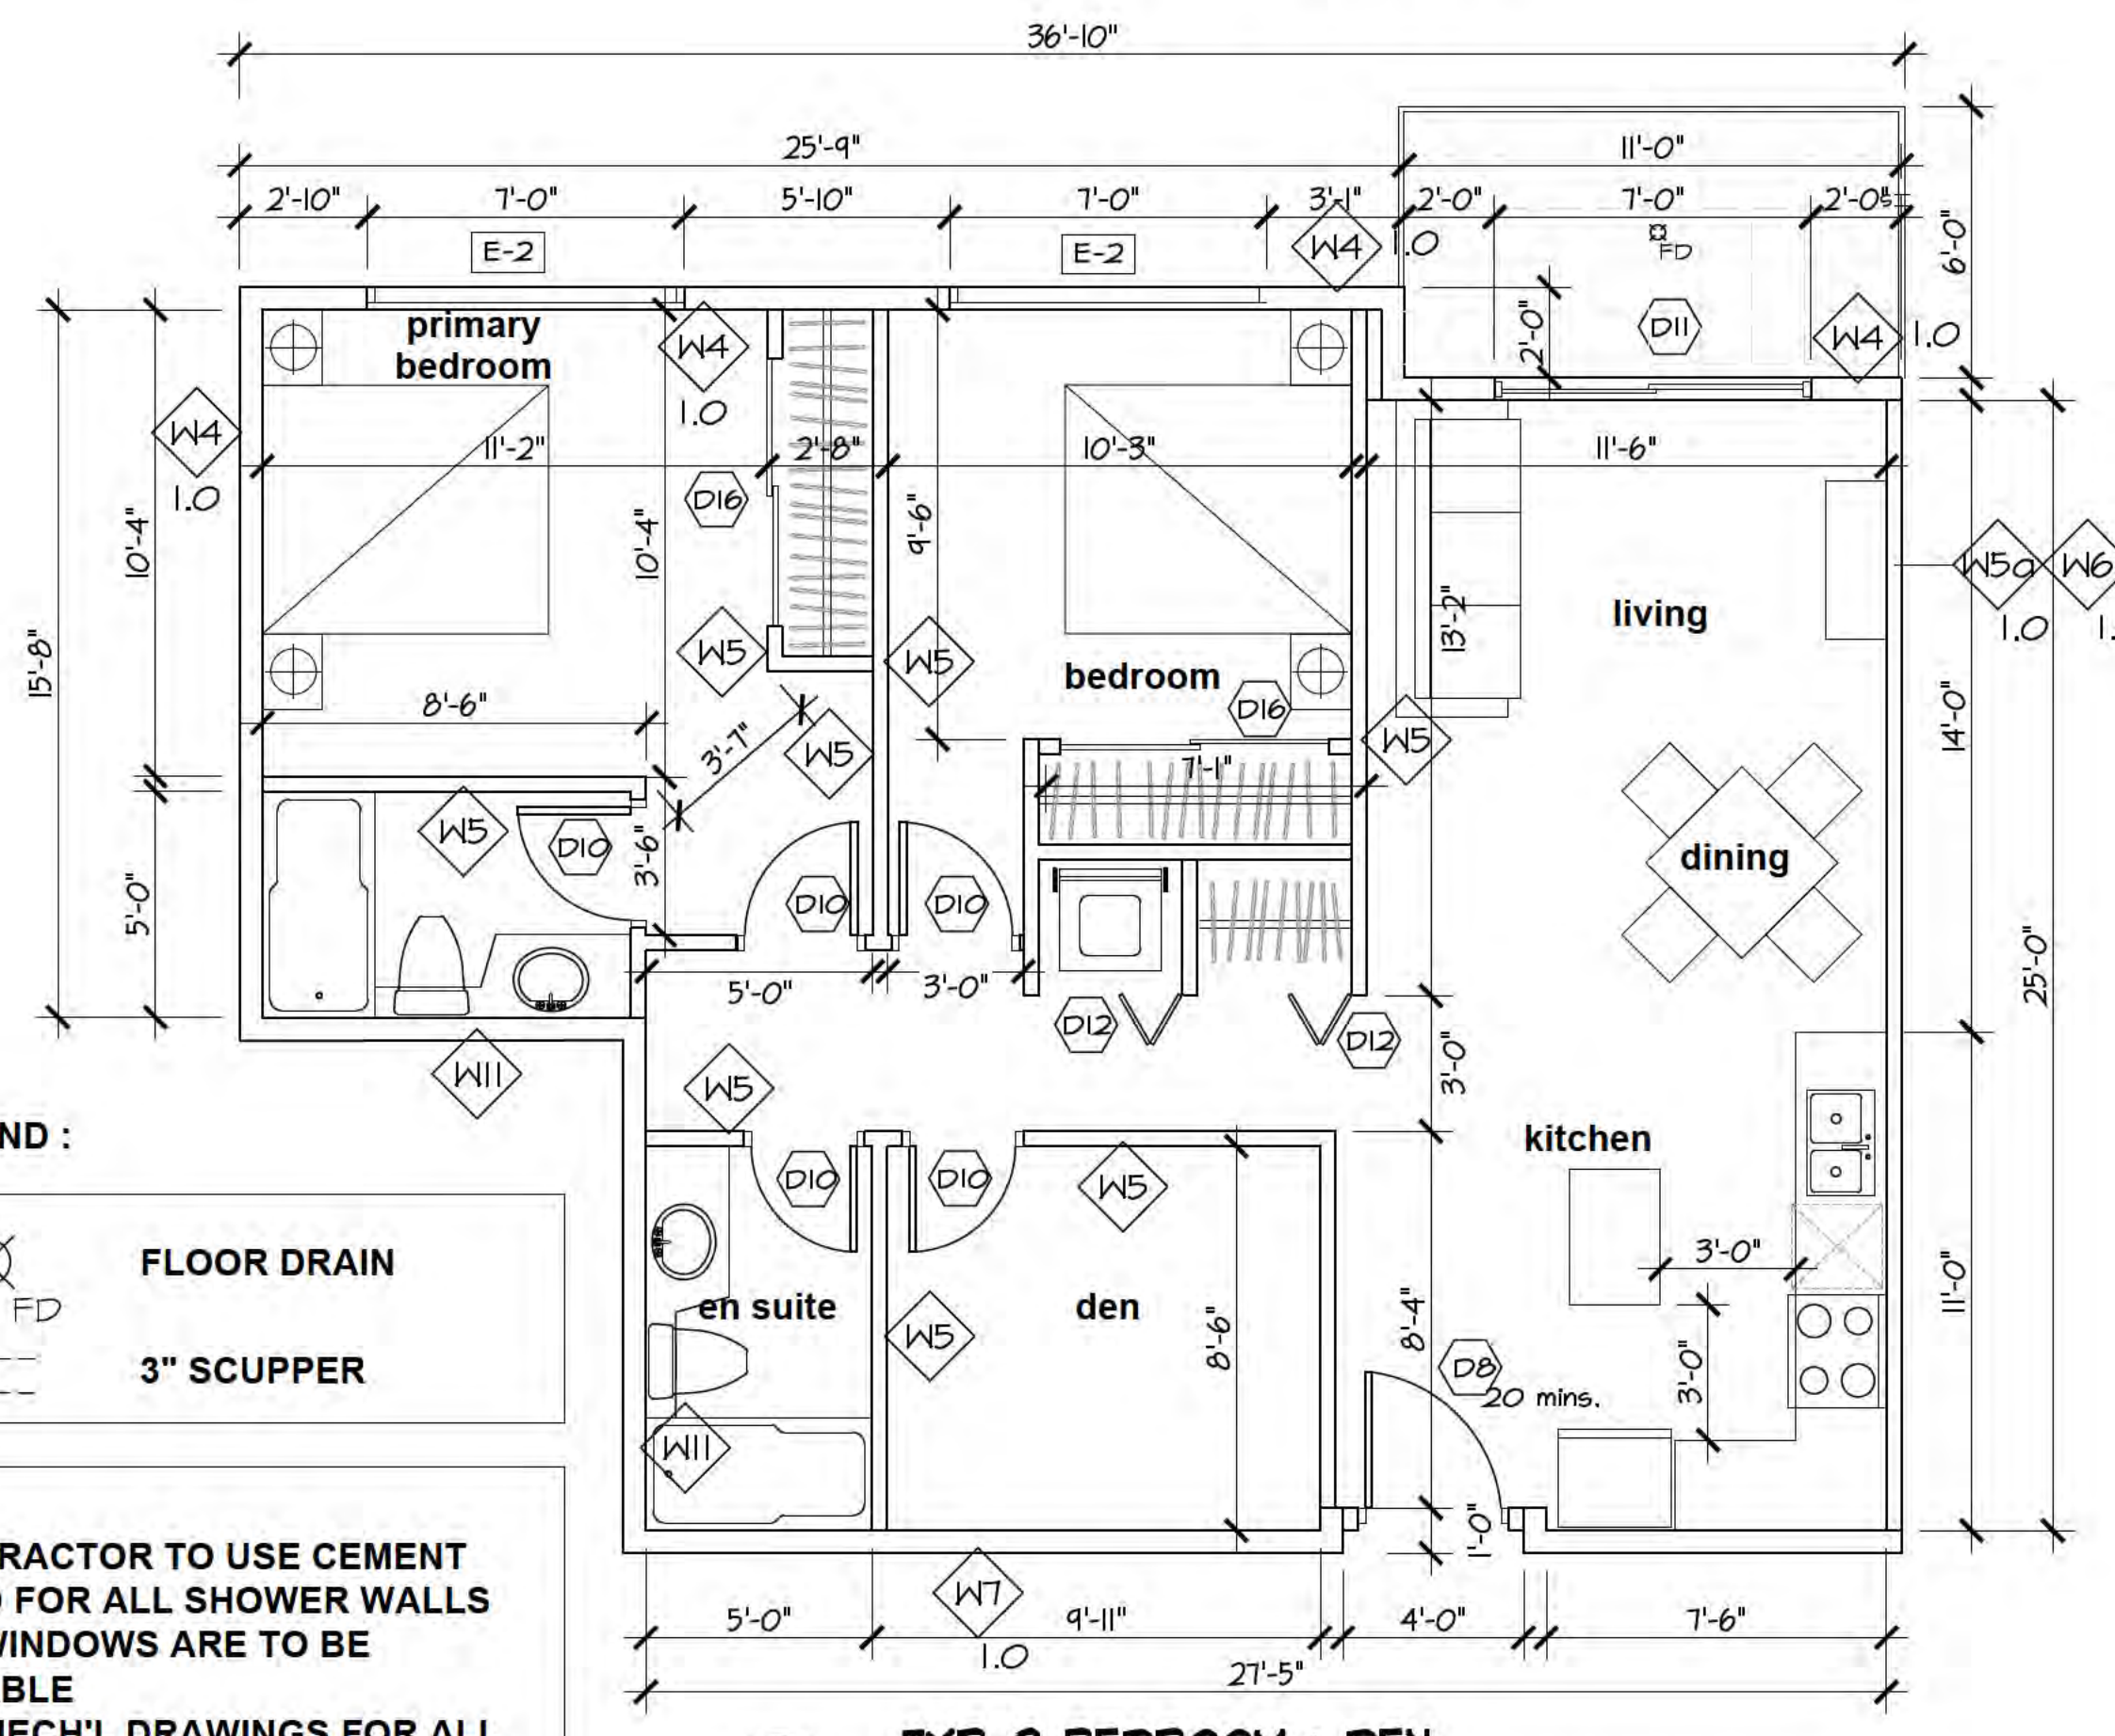 36'-10"
25'-9"
11'-0"
2'-10"
7'-0"
5'-10"
7'-0"
3'-1"
2'-0"
7'-0"
E-2
E-2
W4
1.0
FD
6'-0"
primary
bedroom
W4
1.0
2'-0"
D11
W4
1.0
W4
1.0
11'-2"
2'-8"
10'-3"
11'-6"
D16
10'-4"
10'-4"
9'-6"
15'-8"
W5a
W6
1.0
13'-2"
living
W5
W5
bedroom
D16
8'-6"
3'-7"
W5
W5
14'-0"
7'-1"
W5
D10
3'-6"
dining
5'-0"
D10
D10
5'-0"
3'-0"
25'-0"
D12
D12
3'-0"
W11
W5
ND :
kitchen
D10
D10
W5
FLOOR DRAIN
FD
3'-0"
11'-0"
en suite
den
W5
8'-6"
8'-4"
3" SCUPPER
D8
20 mins.
3'-0"
W11
1'-0"
RACTOR TO USE CEMENT
FOR ALL SHOWER WALLS
WINDOWS ARE TO BE
BLE
5'-0"
W7
1.0
9'-11"
4'-0"
7'-6"
27'-5"
DRAWINGS FOR ALL